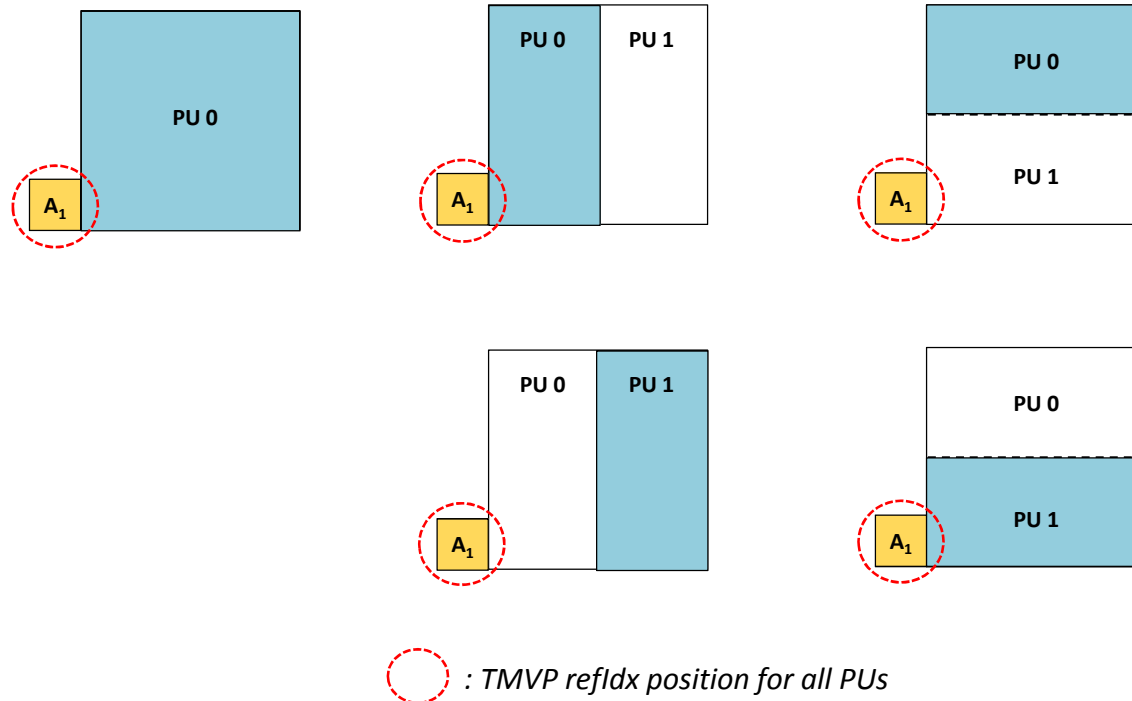 PU 0
A₁
PU 0 PU 1
A₁
PU 0
PU 1
A₁
PU 0 PU 1
A₁
PU 0
PU 1
A₁
: TMVP refIdx position for all PUs